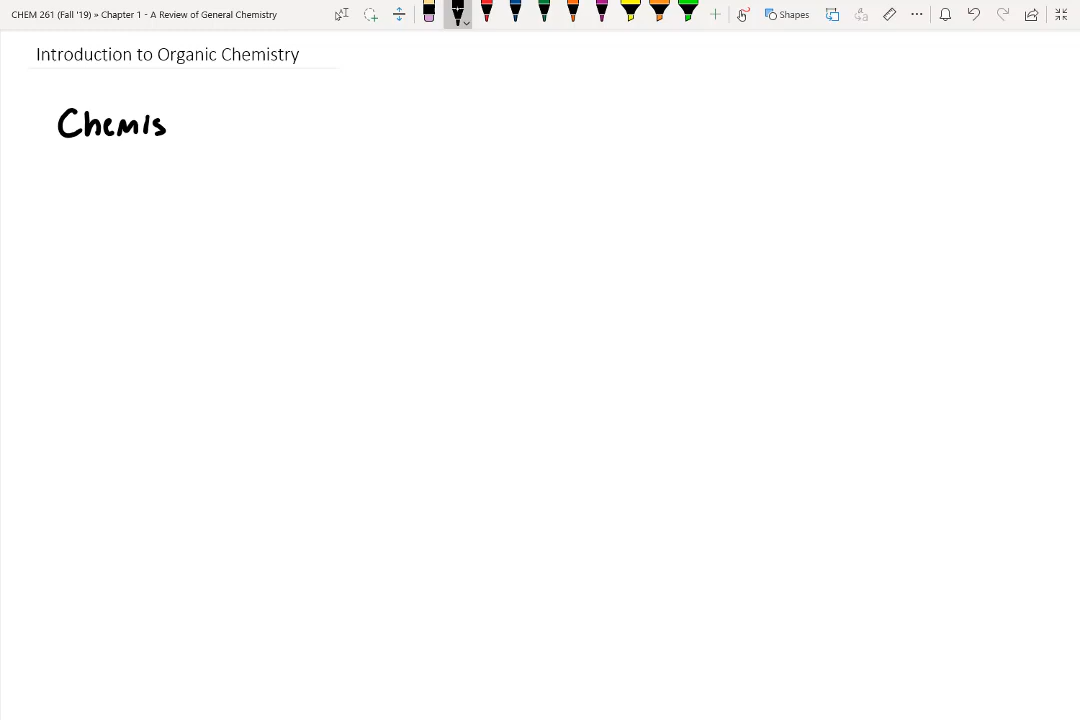 CHEM 261 (Fall '19) » Chapter 1 - A Review of General Chemistry
Shapes
Introduction to Organic Chemistry
Chemis